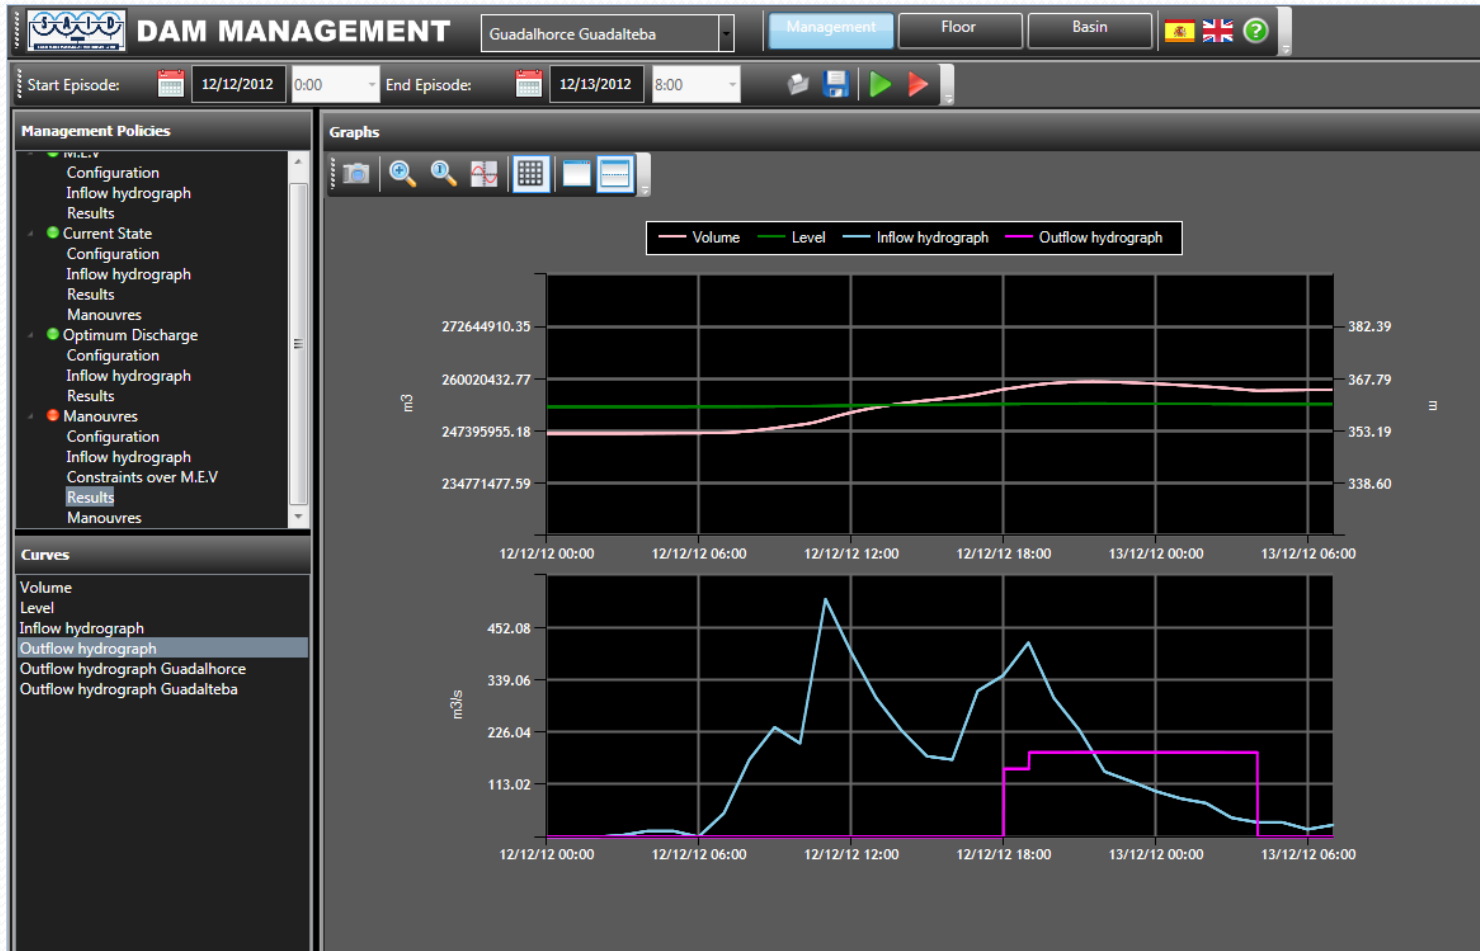 SAID DAM MANAGEMENT Guadalhorce Guadalteba Management Floor Basin
Start Episode: 12/12/2012 0:00 End Episode: 12/13/2012 8:00
Management Policies
M.E.V
Configuration
Inflow hydrograph
Results
Current State
Configuration
Inflow hydrograph
Results
Manouvres
Optimum Discharge
Configuration
Inflow hydrograph
Results
Manouvres
Configuration
Inflow hydrograph
Constraints over M.E.V
Results
Manouvres
Curves
Volume
Level
Inflow hydrograph
Outflow hydrograph
Outflow hydrograph Guadalhorce
Outflow hydrograph Guadalteba
Graphs
Volume Level Inflow hydrograph Outflow hydrograph
272644910.35 382.39
260020432.77 367.79
m3 m
247395955.18 353.19
234771477.59 338.60
12/12/12 00:00 12/12/12 06:00 12/12/12 12:00 12/12/12 18:00 13/12/12 00:00 13/12/12 06:00
452.08
339.06
m3/s
226.04
113.02
12/12/12 00:00 12/12/12 06:00 12/12/12 12:00 12/12/12 18:00 13/12/12 00:00 13/12/12 06:00